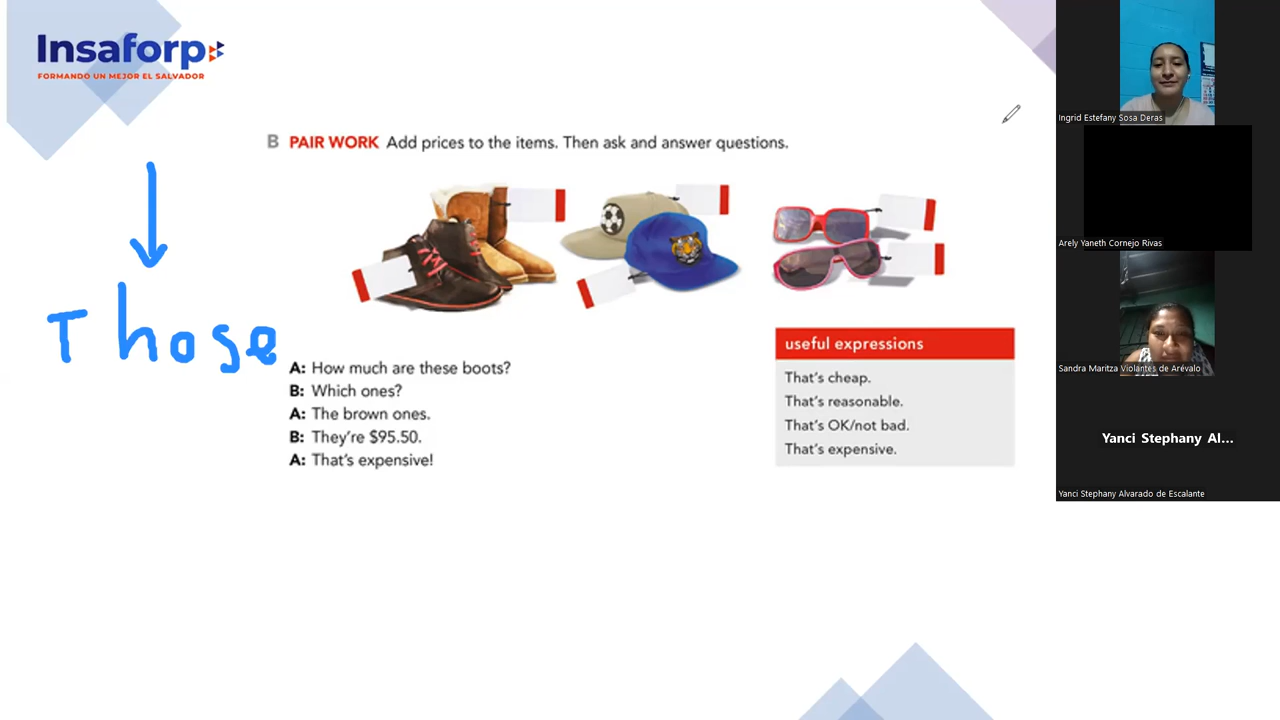 Insaforp
FORMANDO UN MEJOR EL SALVADOR
B PAIR WORK Add prices to the items. Then ask and answer questions.
Those
A: How much are these boots?
B: Which ones?
A: The brown ones.
B: They're $95.50.
A: That's expensive!
useful expressions
That's cheap.
That's reasonable.
That's OK/not bad.
That's expensive.
Ingrid Estefany Sosa Deras
Arely Yaneth Cornejo Rivas
Sandra Maritza Violantes de Arévalo
Yanci Stephany Al...
Yanci Stephany Alvarado de Escalante